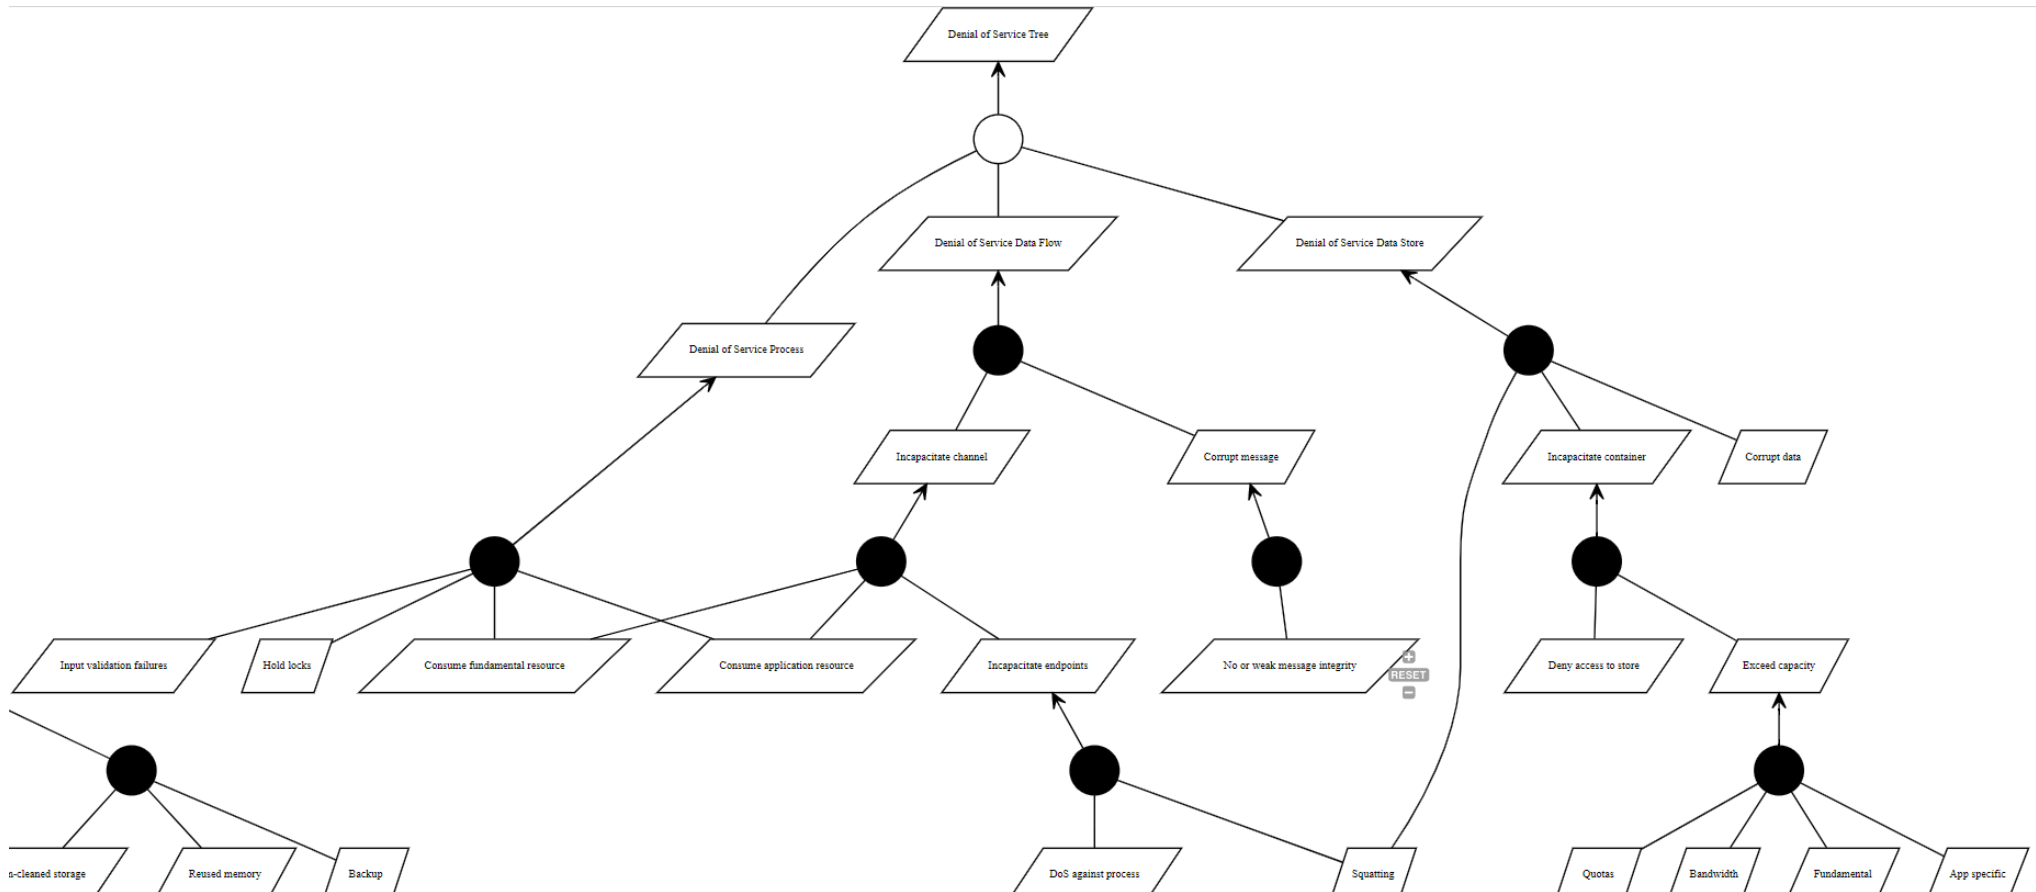 Denial of Service Tree
Denial of Service Data Flow
Denial of Service Data Store
Denial of Service Process
Incapacitate channel
Corrupt message
Incapacitate container
Corrupt data
Input validation failures
Hold locks
Consume fundamental resource
Consume application resource
Incapacitate endpoints
No or weak message integrity
RESET
Deny access to store
Exceed capacity
n-cleaned storage
Reused memory
Backup
DoS against process
Squatting
Quotas
Bandwidth
Fundamental
App specific